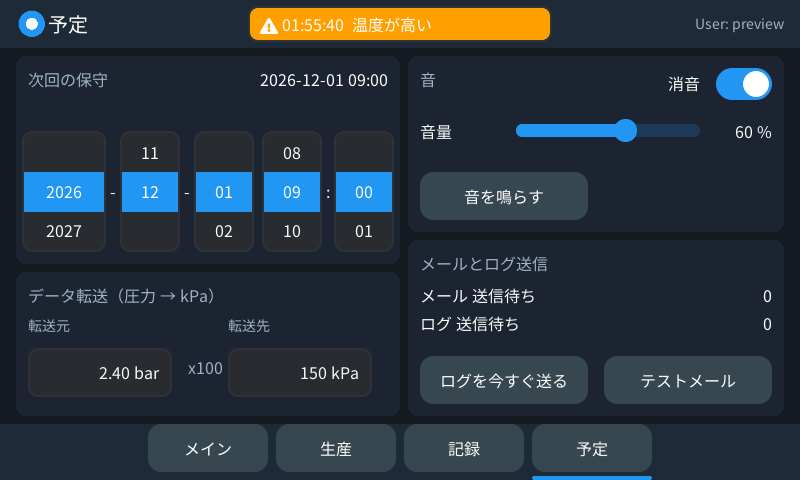 予定
01:55:40 温度が高い
User: preview
次回の保守
2026-12-01 09:00
11
08
2026 - 12 - 01 09 : 00
2027
02
10
01
データ転送（圧力 → kPa）
転送元
転送先
2.40 bar
x100
150 kPa
音
消音
音量
60 %
音を鳴らす
メールとログ送信
メール 送信待ち
0
ログ 送信待ち
0
ログを今すぐ送る
テストメール
メイン
生産
記録
予定